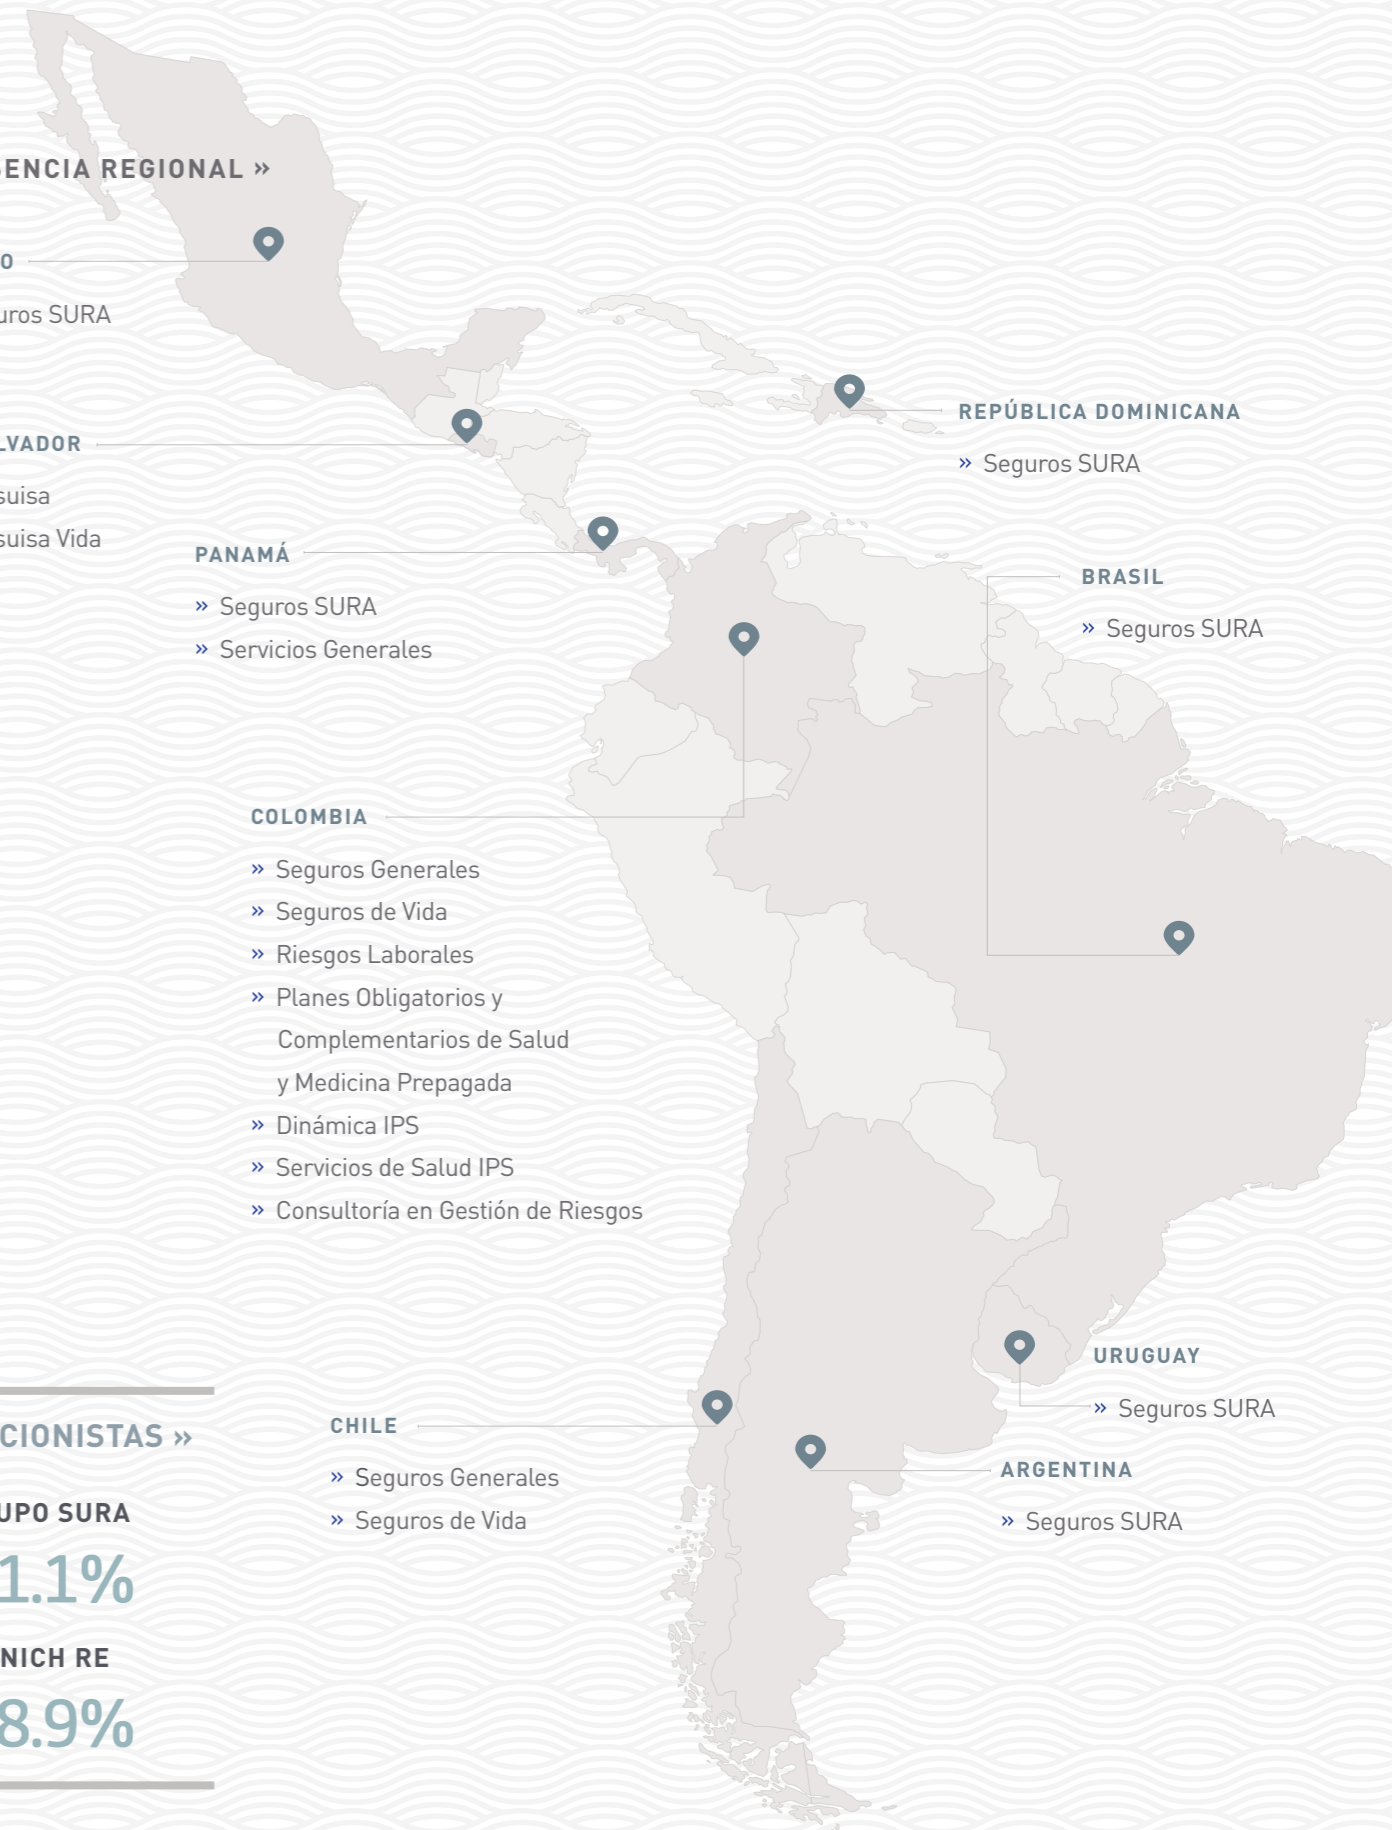 ENCIA REGIONAL »
O
uros SURA
LVADOR
suisa
suisa Vida
PANAMÁ
» Seguros SURA
» Servicios Generales
REPÚBLICA DOMINICANA
» Seguros SURA
BRASIL
» Seguros SURA
COLOMBIA
» Seguros Generales
» Seguros de Vida
» Riesgos Laborales
» Planes Obligatorios y
Complementarios de Salud
y Medicina Prepagada
» Dinámica IPS
» Servicios de Salud IPS
» Consultoría en Gestión de Riesgos
URUGUAY
» Seguros SURA
CHILE
» Seguros Generales
» Seguros de Vida
ARGENTINA
» Seguros SURA
CIONISTAS »
UPO SURA
1.1%
NICH RE
8.9%